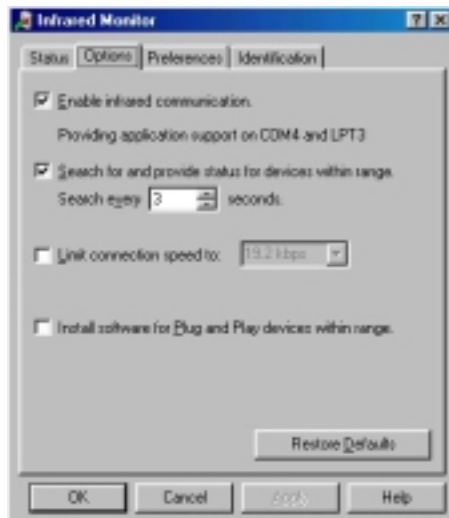 Infrared Monitor
Status Options Preferences Identification
Enable infrared communication.
Providing application support on COM4 and LPT3
Search for and provide status for devices within range.
Search every 3 seconds.
Limit connection speed to: 19.2 kbps
Install software for Plug and Play devices within range.
Restore Defaults
OK Cancel Apply Help